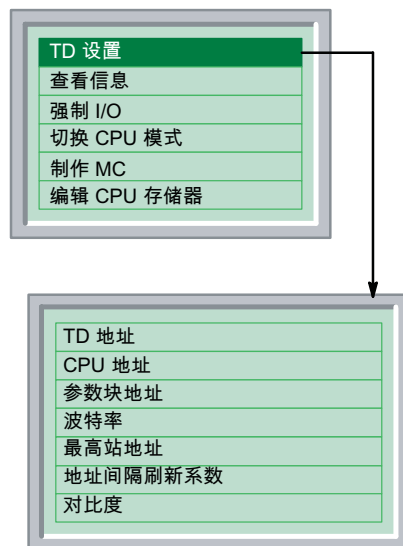 TD 设置
查看信息
强制 I/O
切换 CPU 模式
制作 MC
编辑 CPU 存储器
TD 地址
CPU 地址
参数块地址
波特率
最高站地址
地址间隔刷新系数
对比度